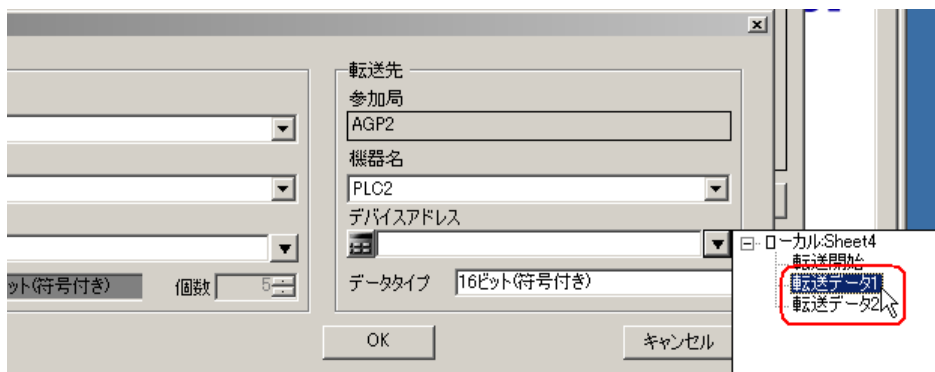 転送先
参加局
AGP2
機器名
PLC2
デバイスアドレス
ット(符号付き) 個数 5
データタイプ 16ビット(符号付き)
OK キャンセル
ローカル:Sheet4
転送開始
転送データ1
転送データ2